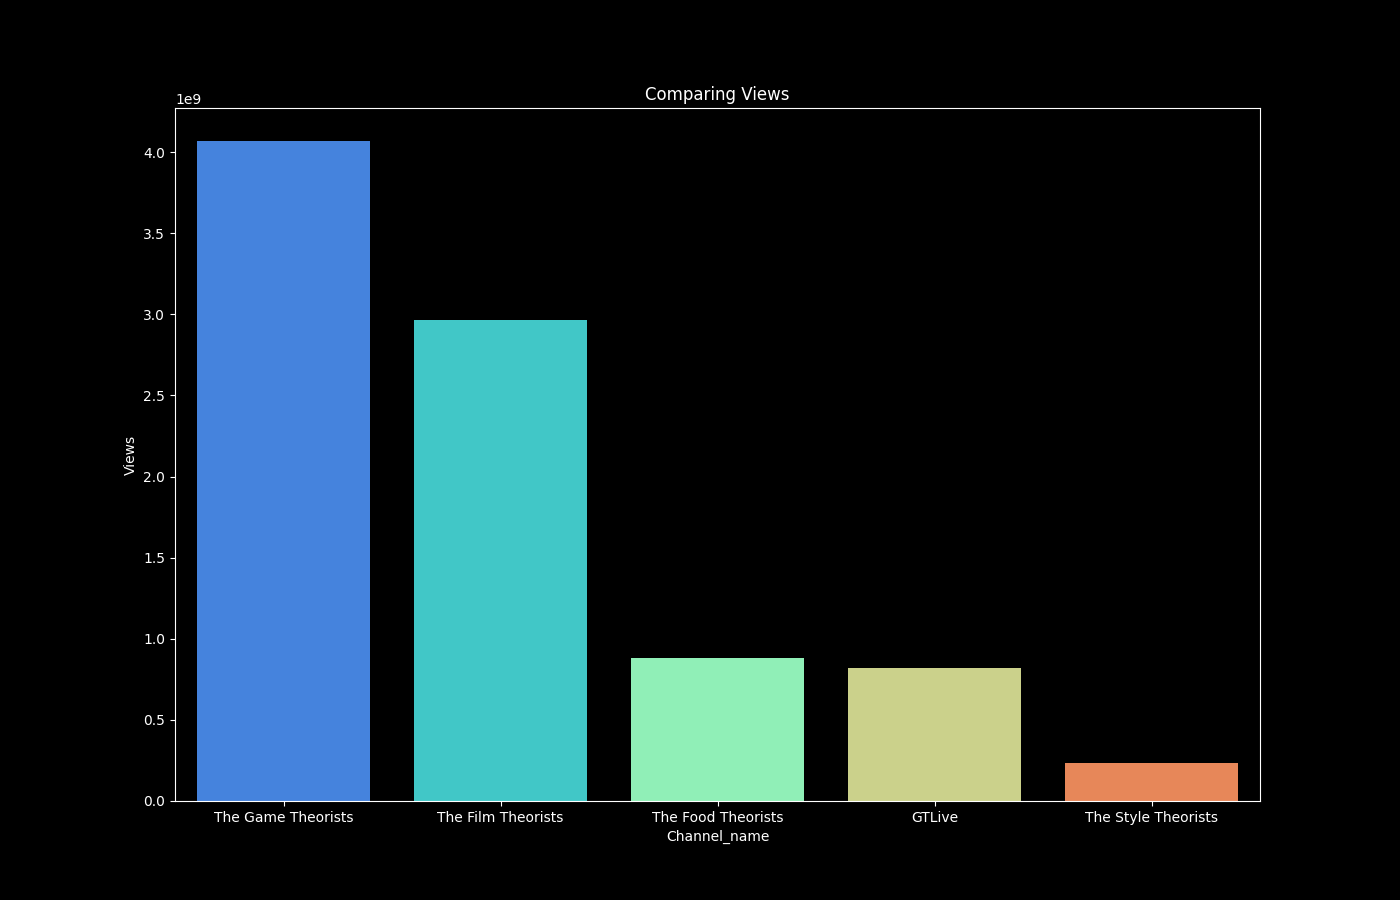 Comparing Views
1e9
4.0
3.5
3.0
2.5
2.0
1.5
1.0
0.5
0.0
Views
The Game Theorists
The Film Theorists
The Food Theorists
GTLive
The Style Theorists
Channel_name